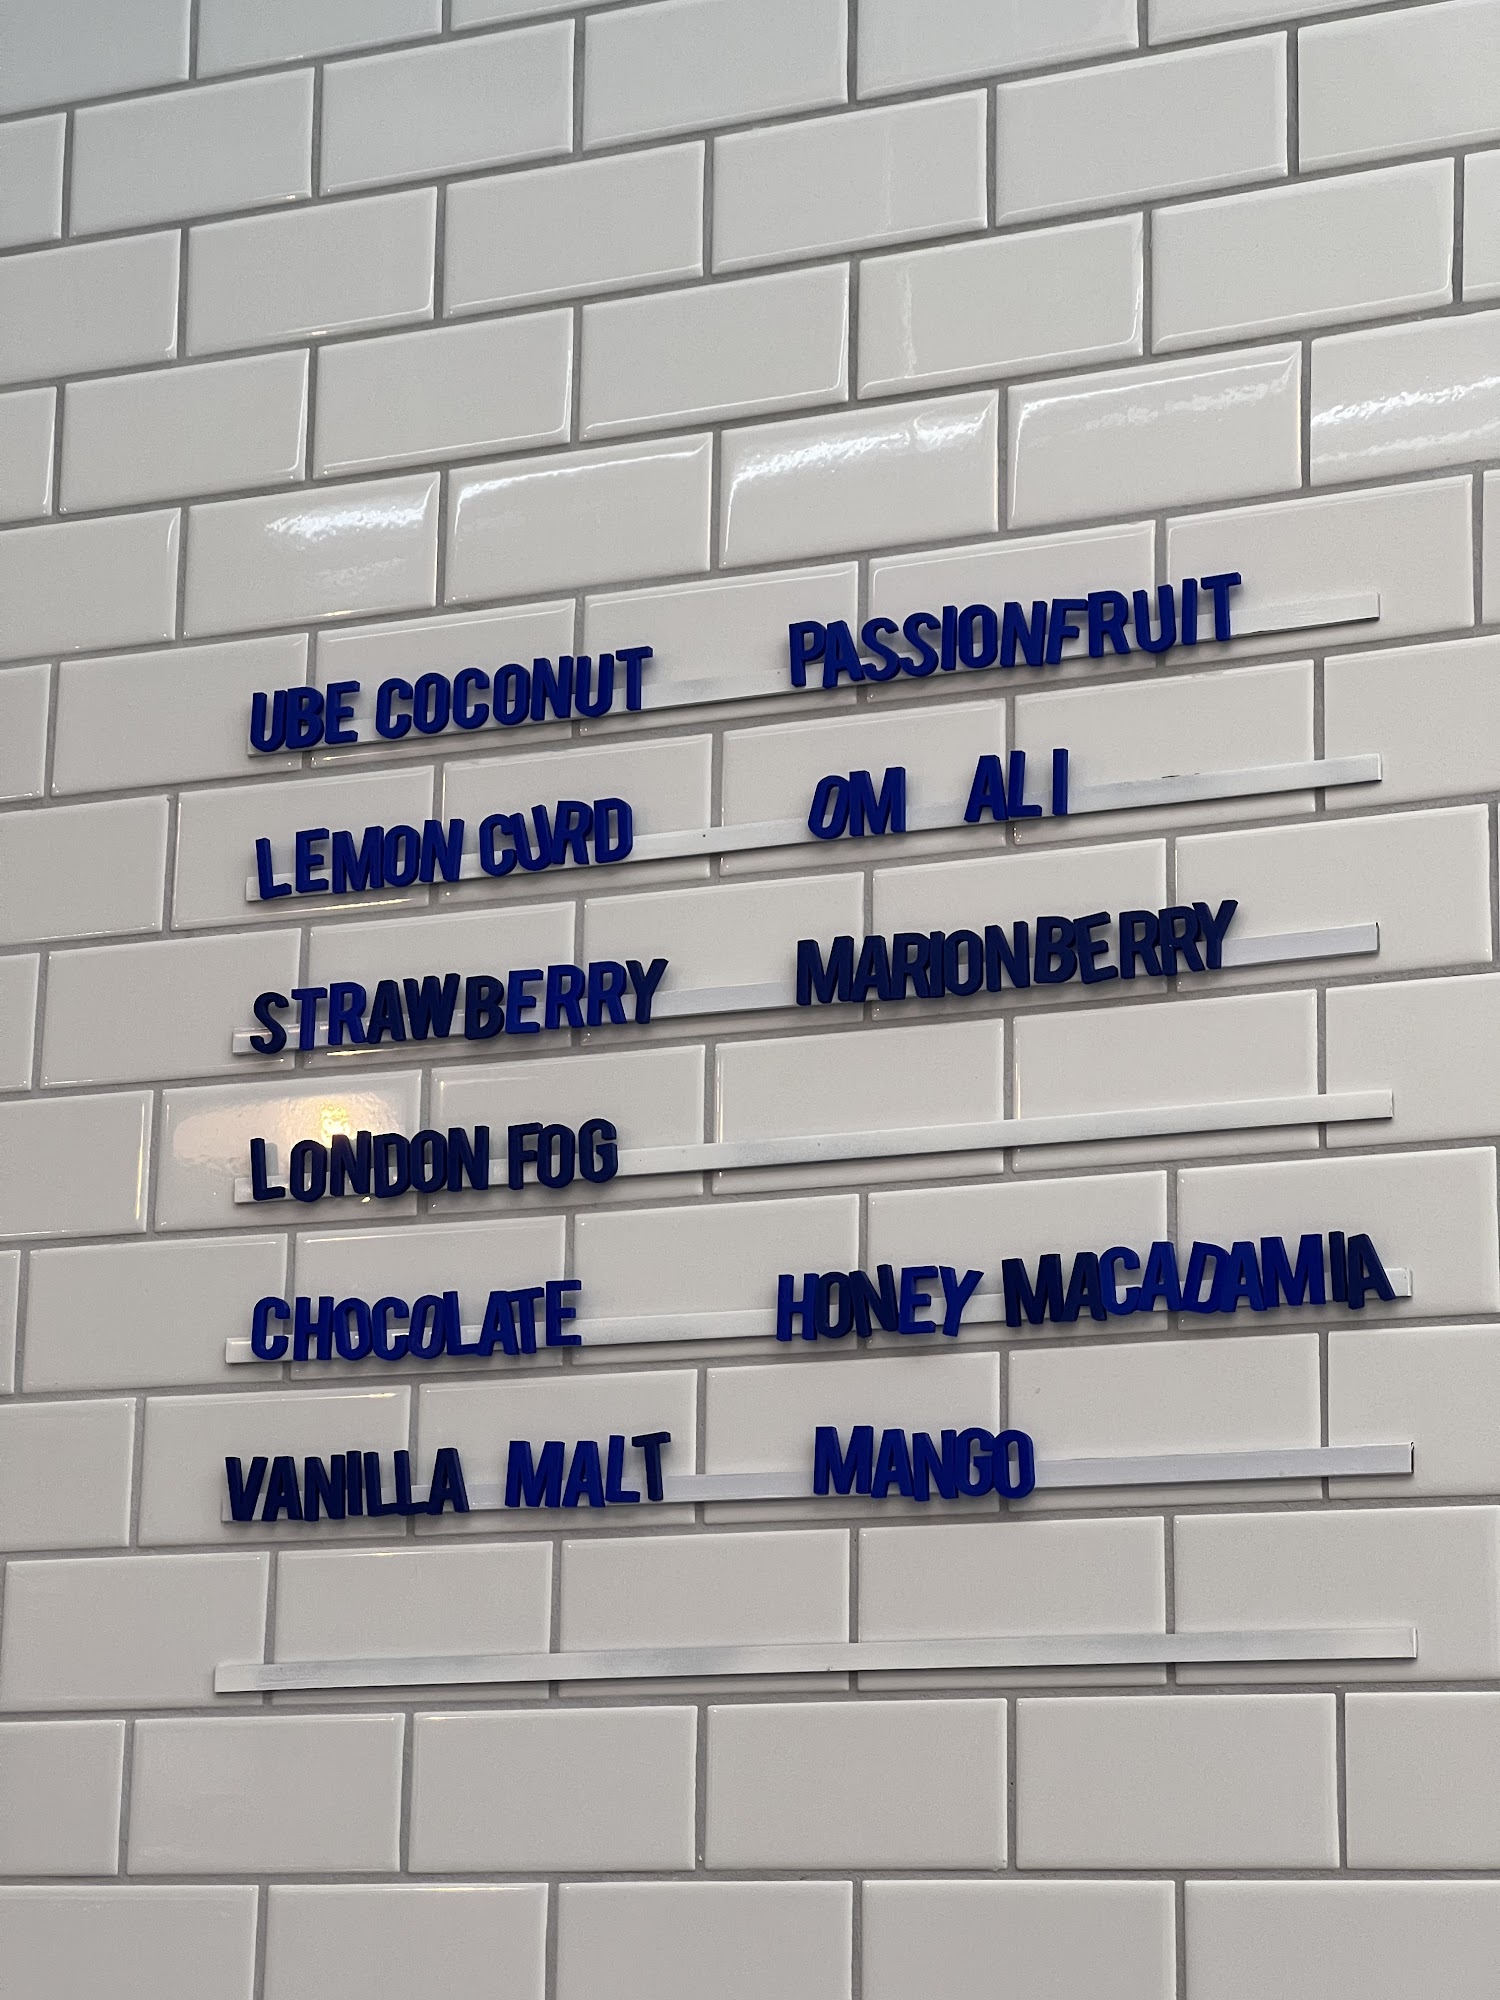 UBE COCONUT PASSIONFRUIT
LEMON CURD OM ALI
STRAWBERRY MARIONBERRY
LONDON FOG
CHOCOLATE HONEY MACADAMIA
VANILLA MALT MANGO